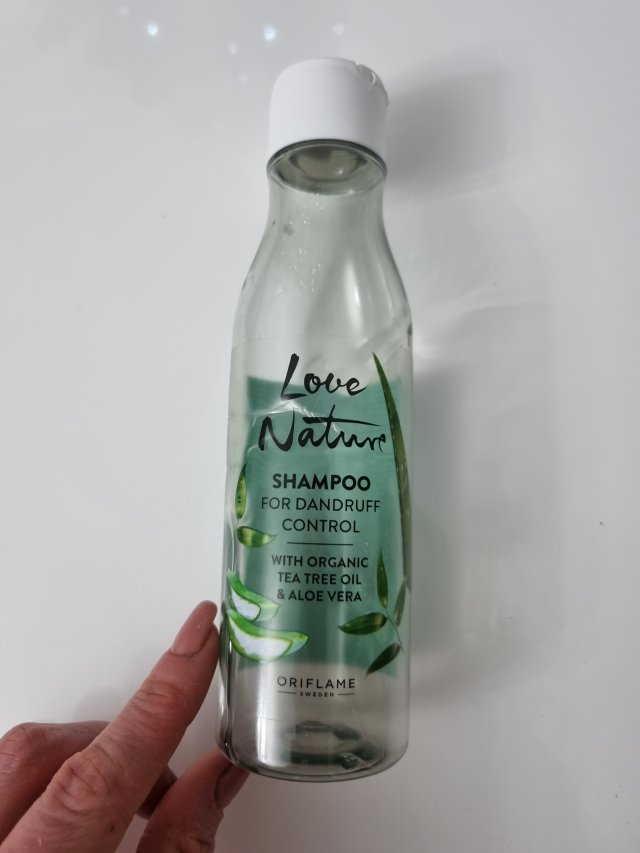 Love
Nature
SHAMPOO
FOR DANDRUFF
CONTROL
WITH ORGANIC
TEA TREE OIL
& ALOE VERA
ORIFLAME
SWEDEN